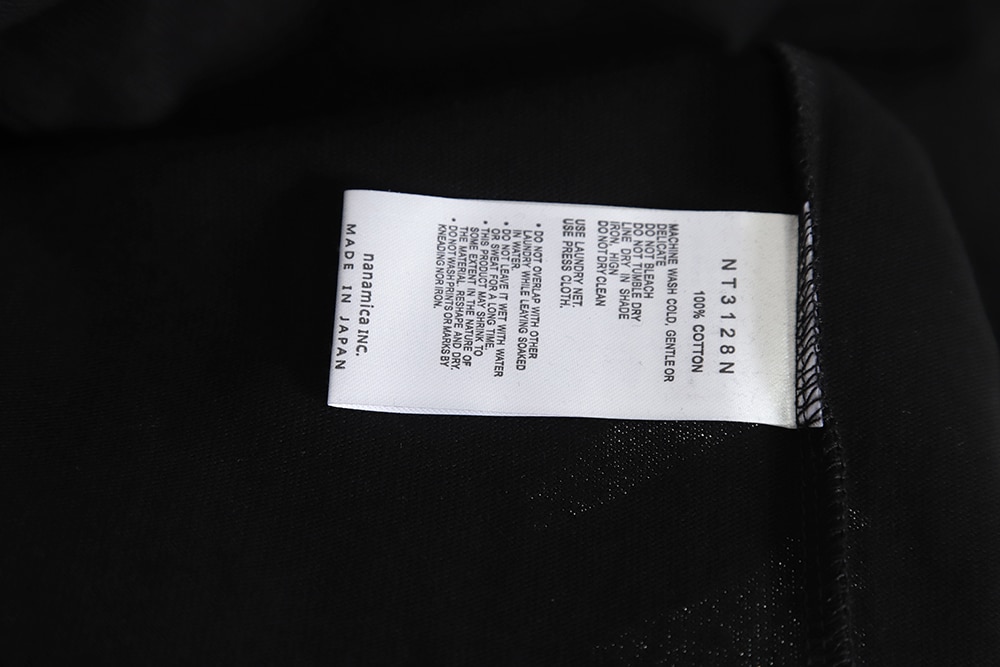 NT3128N
100% COTTON
MACHINE WASH COLD, GENTLE OR
DELICATE
DO NOT BLEACH
DO NOT TUMBLE DRY
LINE DRY IN SHADE
IRON, HIGH
DO NOT DRY CLEAN
USE LAUNDRY NET.
USE PRESS CLOTH.
• DO NOT OVERLAP WITH OTHER
LAUNDRY WHILE LEAVING SOAKED
IN WATER.
• DO NOT LEAVE IT WET WITH WATER
OR SWEAT FOR A LONG TIME.
• THIS PRODUCT MAY SHRINK TO
SOME EXTENT IN THE NATURE OF
THE MATERIAL. RESHAPE AND DRY.
• DO NOT WASH PRINTS OR MARKS BY
KNEADING NOR IRON.
nanamica INC.
MADE IN JAPAN